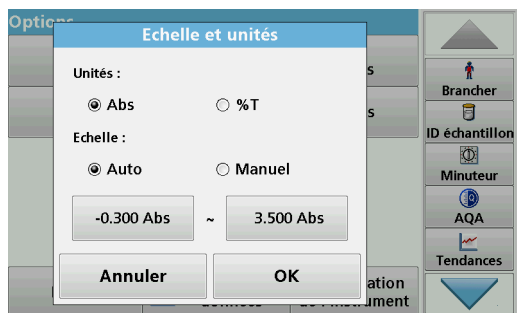 Options
Echelle et unités
Unités :
Abs
%T
Echelle :
Auto
Manuel
-0.300 Abs ~ 3.500 Abs
Annuler
OK
Brancher
ID échantillon
Minuteur
AQA
Tendances